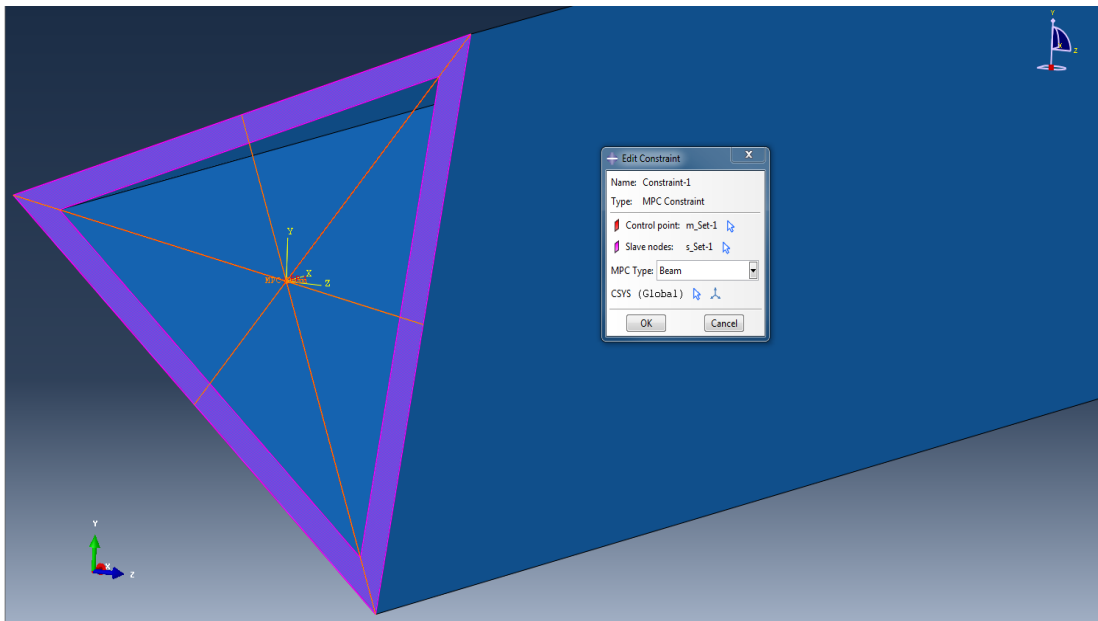 Y
X
Z
Edit Constraint
X
Name: Constraint-1
Type: MPC Constraint
Control point: m_Set-1
Slave nodes: s_Set-1
MPC Type: Beam
CSYS (Global)
OK
Cancel
Y
X
Z
MPC
Y
X
Z